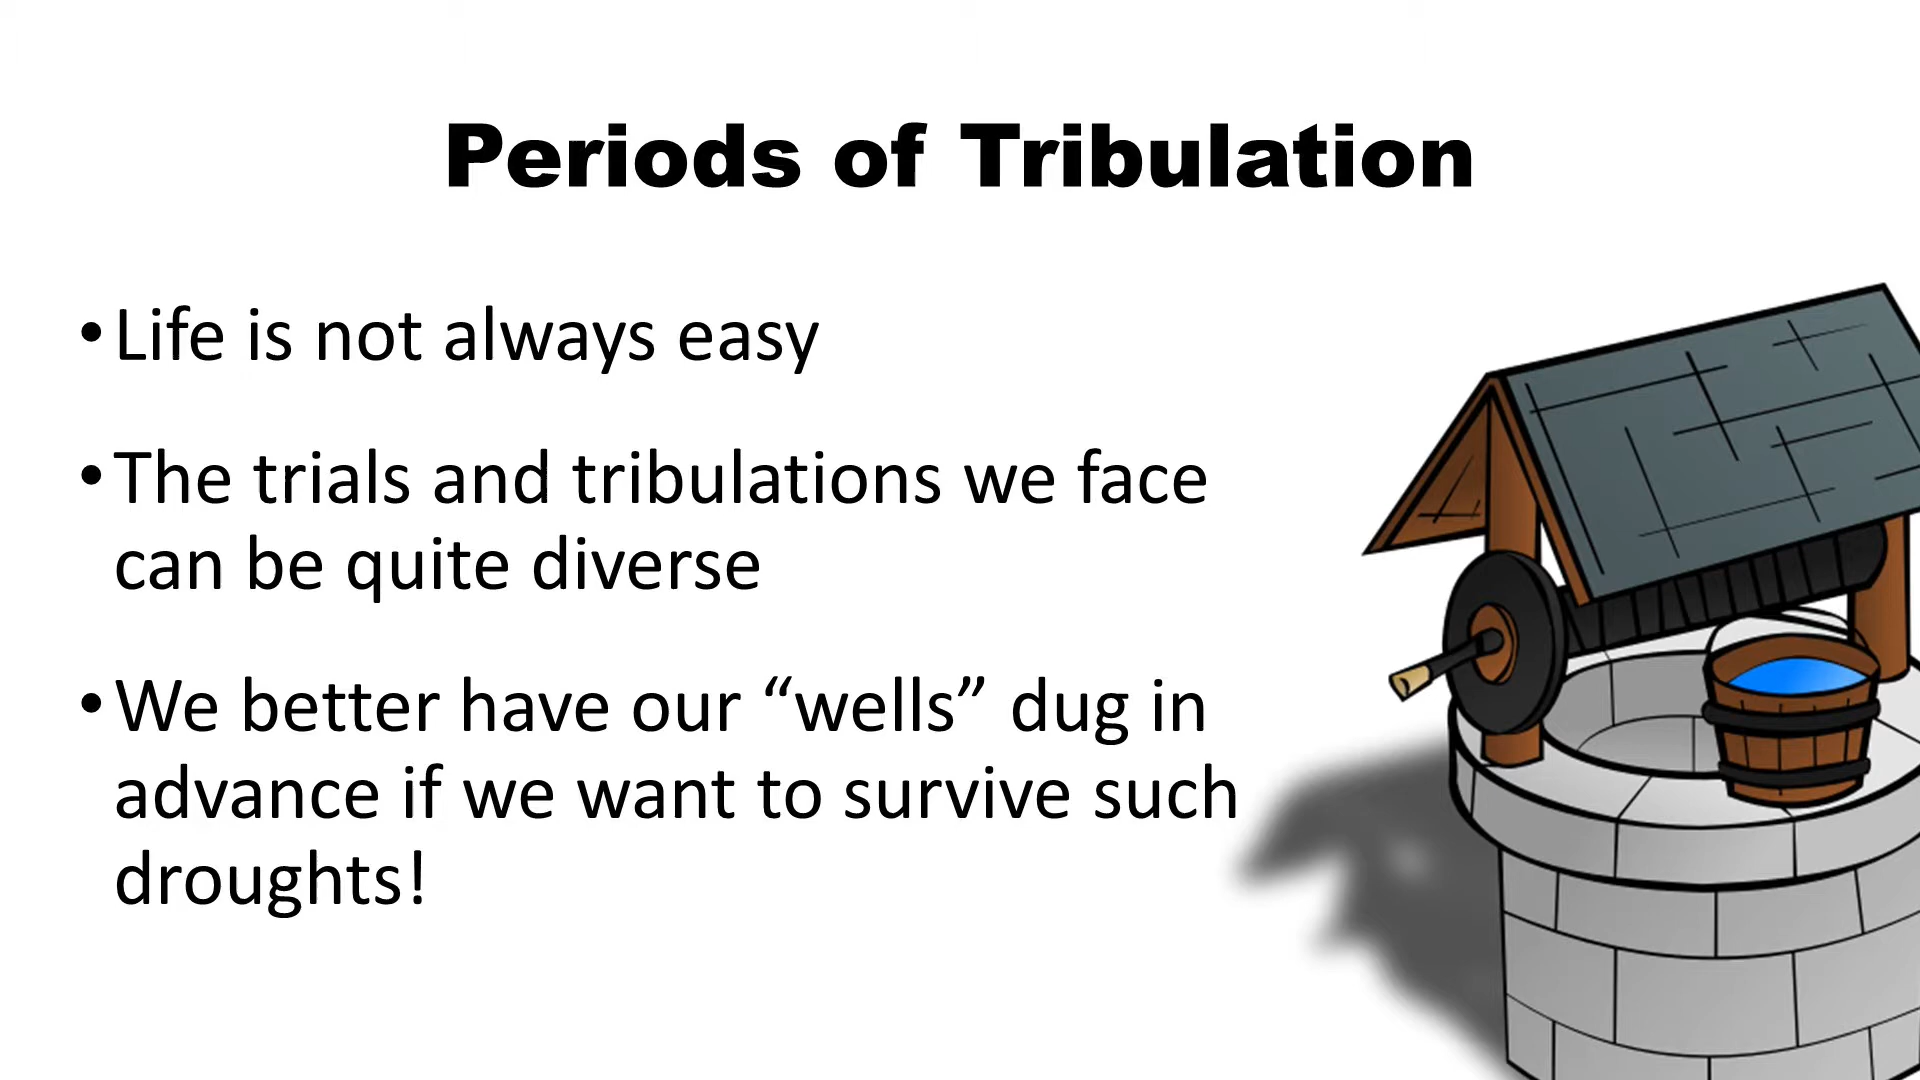 Periods of Tribulation
•Life is not always easy
•The trials and tribulations we face
can be quite diverse
•We better have our “wells” dug in
advance if we want to survive such
droughts!